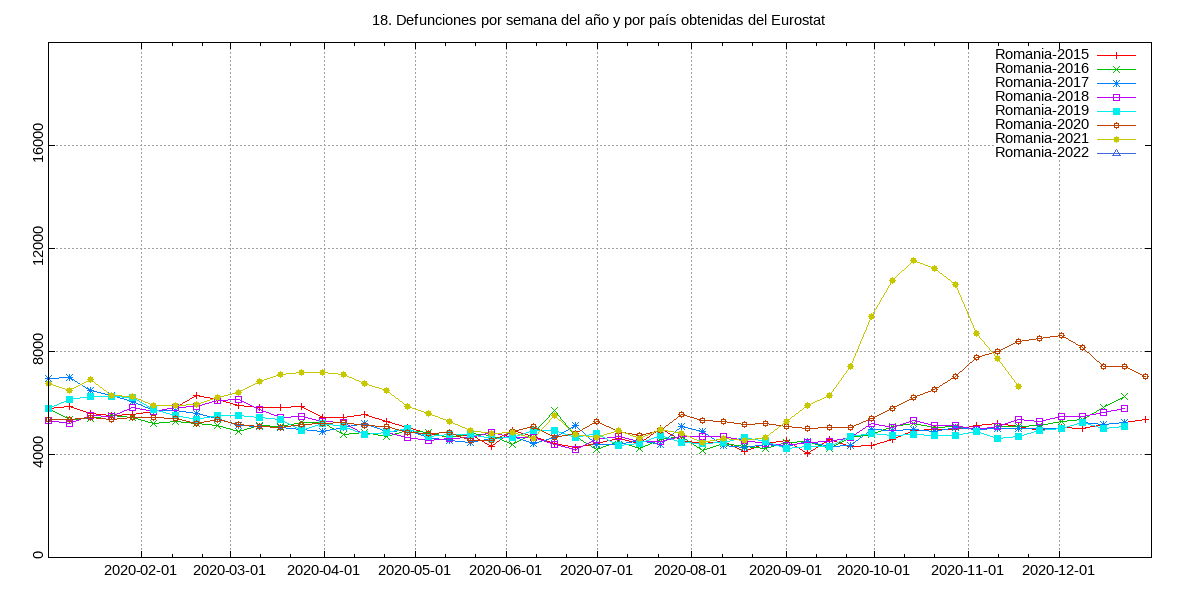 18. Defunciones por semana del año y por país obtenidas del Eurostat
Romania-2015
Romania-2016
Romania-2017
Romania-2018
Romania-2019
Romania-2020
Romania-2021
Romania-2022
16000
12000
8000
4000
0
2020-02-01 2020-03-01 2020-04-01 2020-05-01 2020-06-01 2020-07-01 2020-08-01 2020-09-01 2020-10-01 2020-11-01 2020-12-01